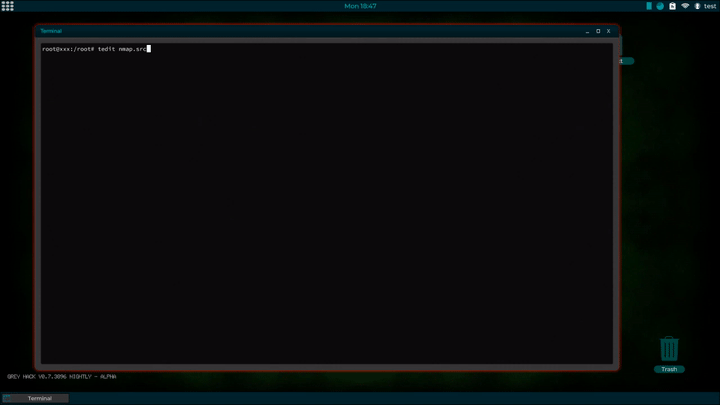 Mon 18:47
test
Terminal
X
root@xxx:/root# tedit nmap.src
Trash
GREY HACK V0.7.3896 NIGHTLY - ALPHA
Terminal